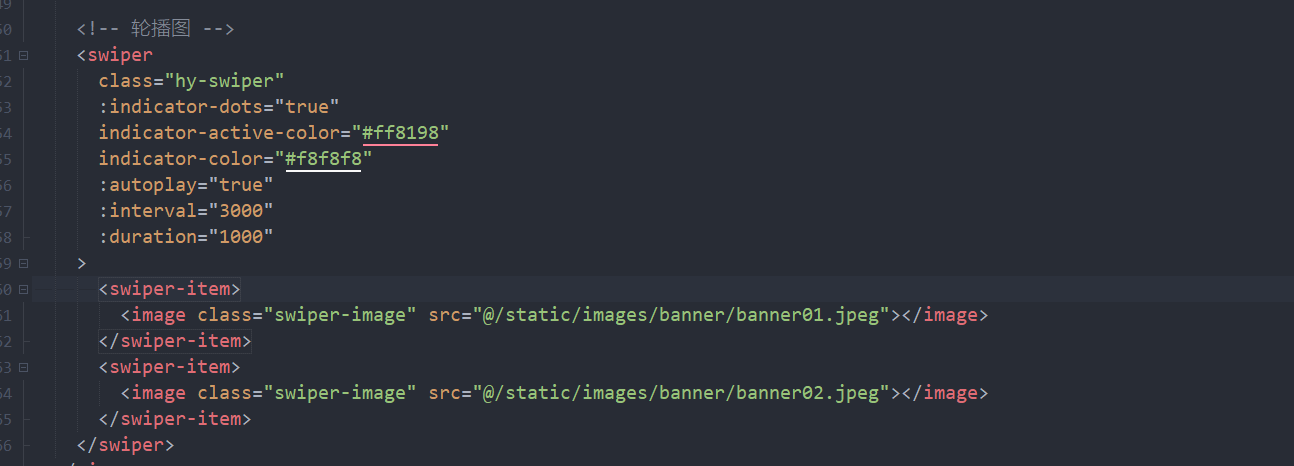 49
50 <!-- 轮播图 -->
51 <swiper
52 class="hy-swiper"
53 :indicator-dots="true"
54 indicator-active-color="#ff8198"
55 indicator-color="#f8f8f8"
56 :autoplay="true"
57 :interval="3000"
58 :duration="1000"
59 >
60 <swiper-item>
61 <image class="swiper-image" src="@/static/images/banner/banner01.jpeg"></image>
62 </swiper-item>
63 <swiper-item>
64 <image class="swiper-image" src="@/static/images/banner/banner02.jpeg"></image>
65 </swiper-item>
66 </swiper>